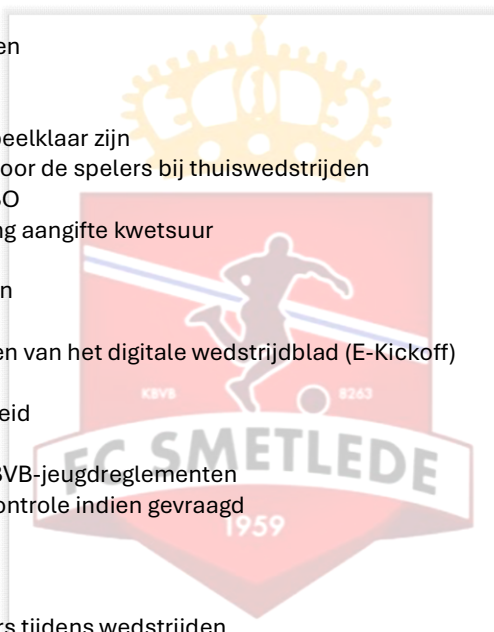 en
eelklaar zijn
oor de spelers bij thuiswedstrijden
O
g aangifte kwetsuur
n
en van het digitale wedstrijdblad (E-Kickoff)
KBVB 8263
eid
FC SMETLEDE
BVB-jeugdreglementen
ontrole indien gevraagd
1959
rs tijdens wedstrijden